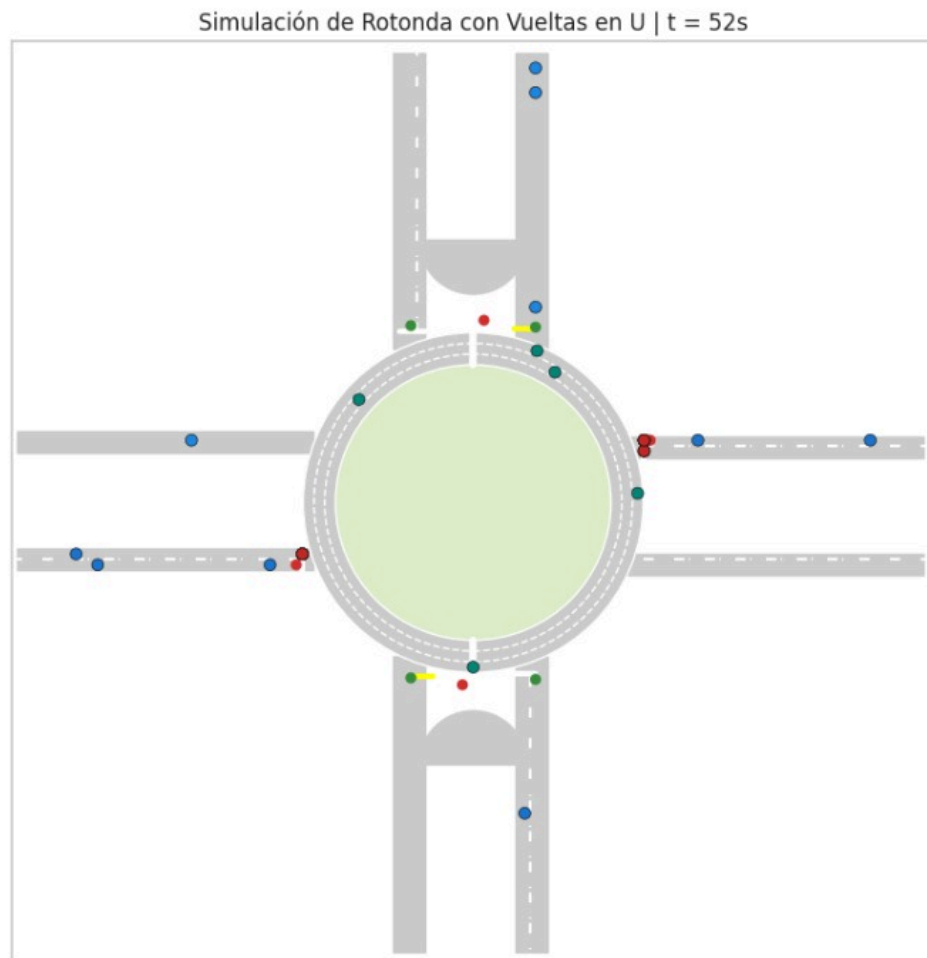 Simulación de Rotonda con Vueltas en U | t = 52s